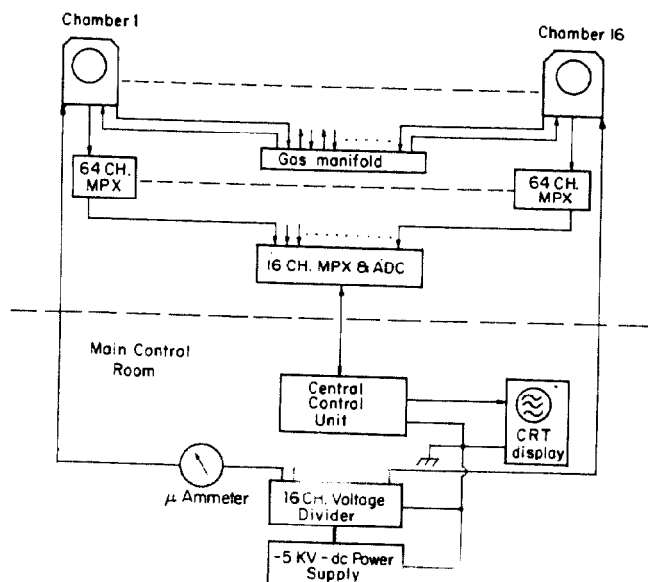 Chamber 1
Chamber 16
Gas manifold
64 CH.
MPX
64 CH.
MPX
16 CH. MPX & ADC
Main Control
Room
Central
Control
Unit
CRT
display
μ Ammeter
16 CH. Voltage
Divider
-5 KV - dc Power
Supply